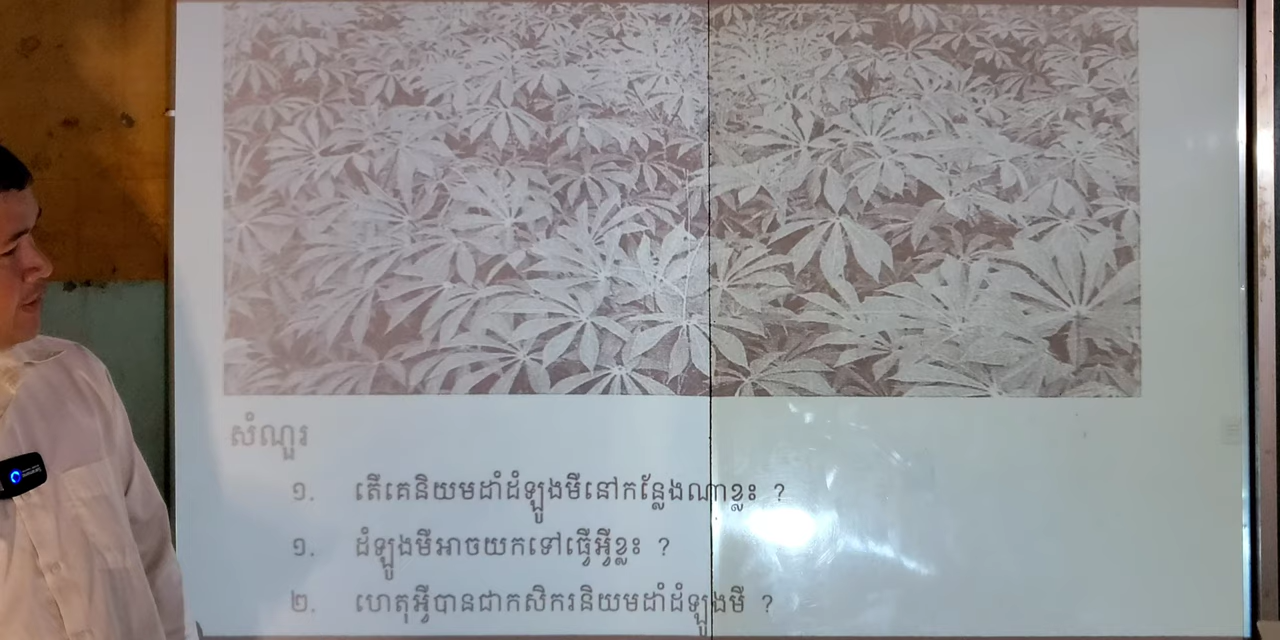 សំណួរ
១. តើគេនិយមដាំដំឡូងមីនៅកន្លែងណាខ្លះ ?
១. ដំឡូងមីអាចយកទៅធ្វើអ្វីខ្លះ ?
២. ហេតុអ្វីបានជាកសិករនិយមដាំដំឡូងមី ?